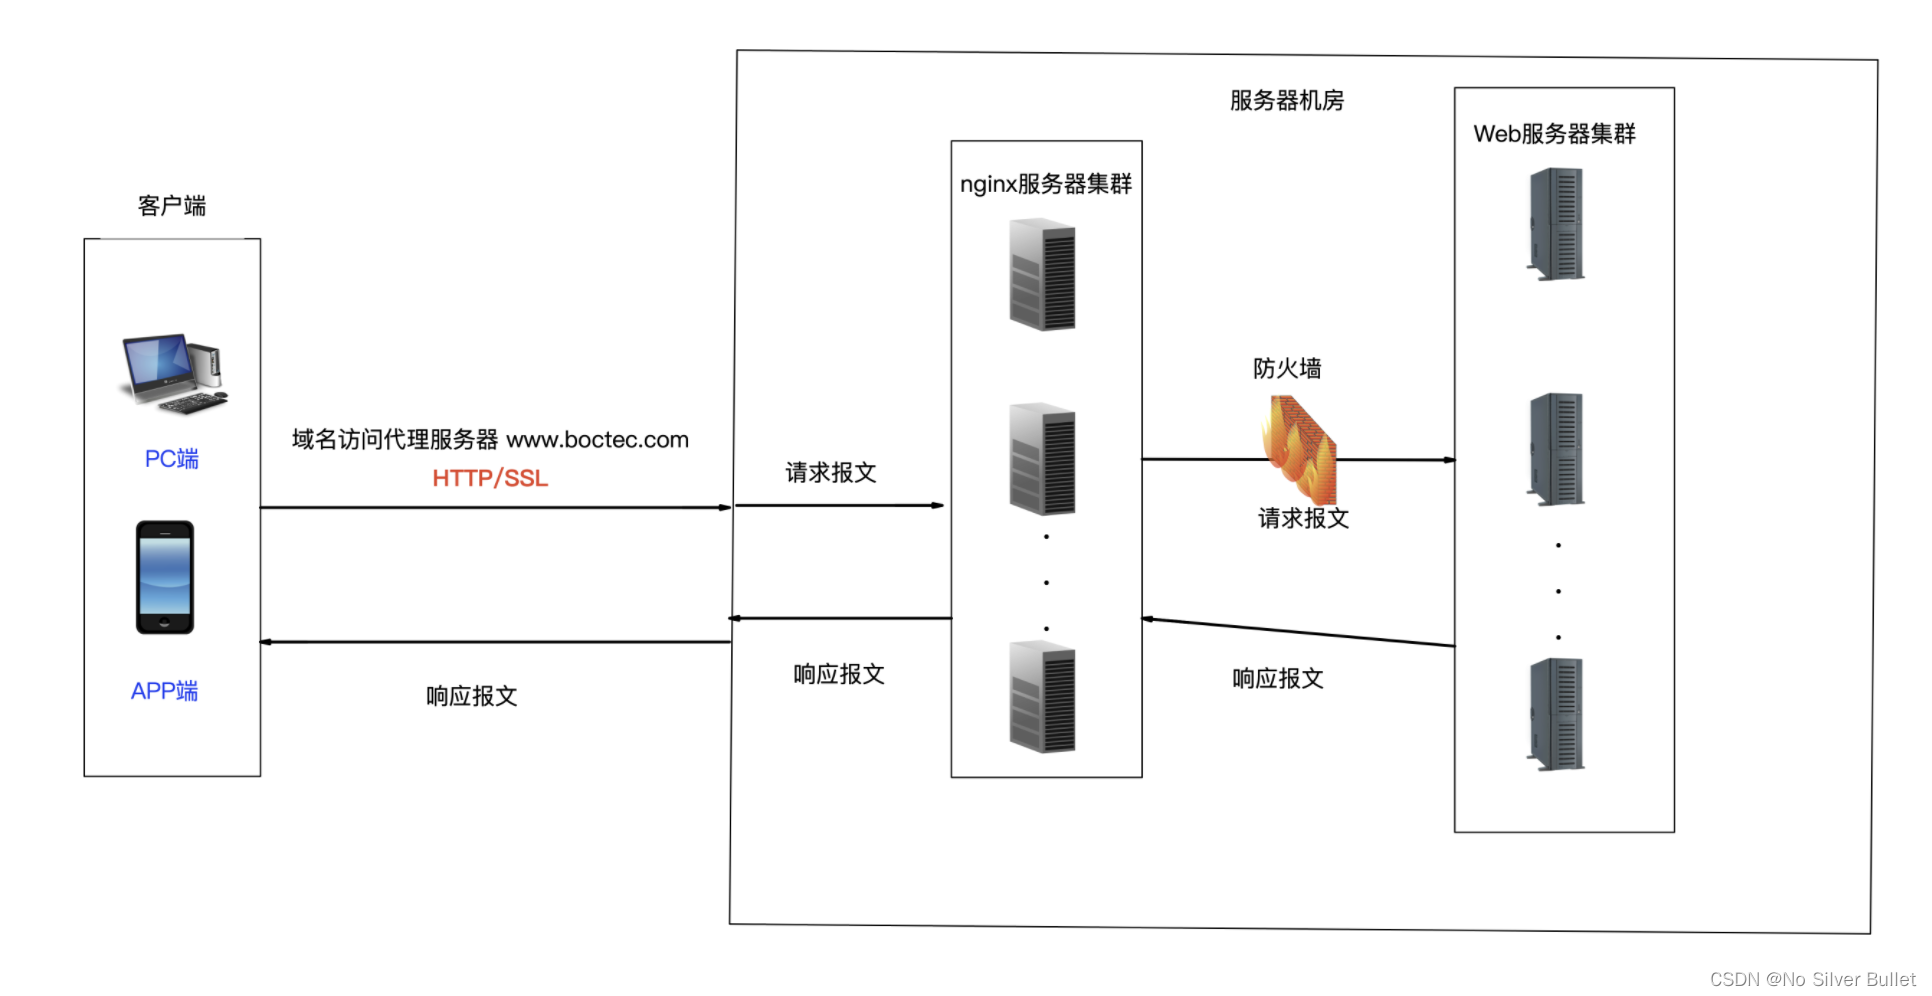 服务器机房
Web服务器集群
nginx服务器集群
客户端
防火墙
域名访问代理服务器 www.boctec.com
HTTP/SSL
PC端
请求报文
请求报文
APP端
响应报文
响应报文
响应报文
CSDN @No Silver Bullet